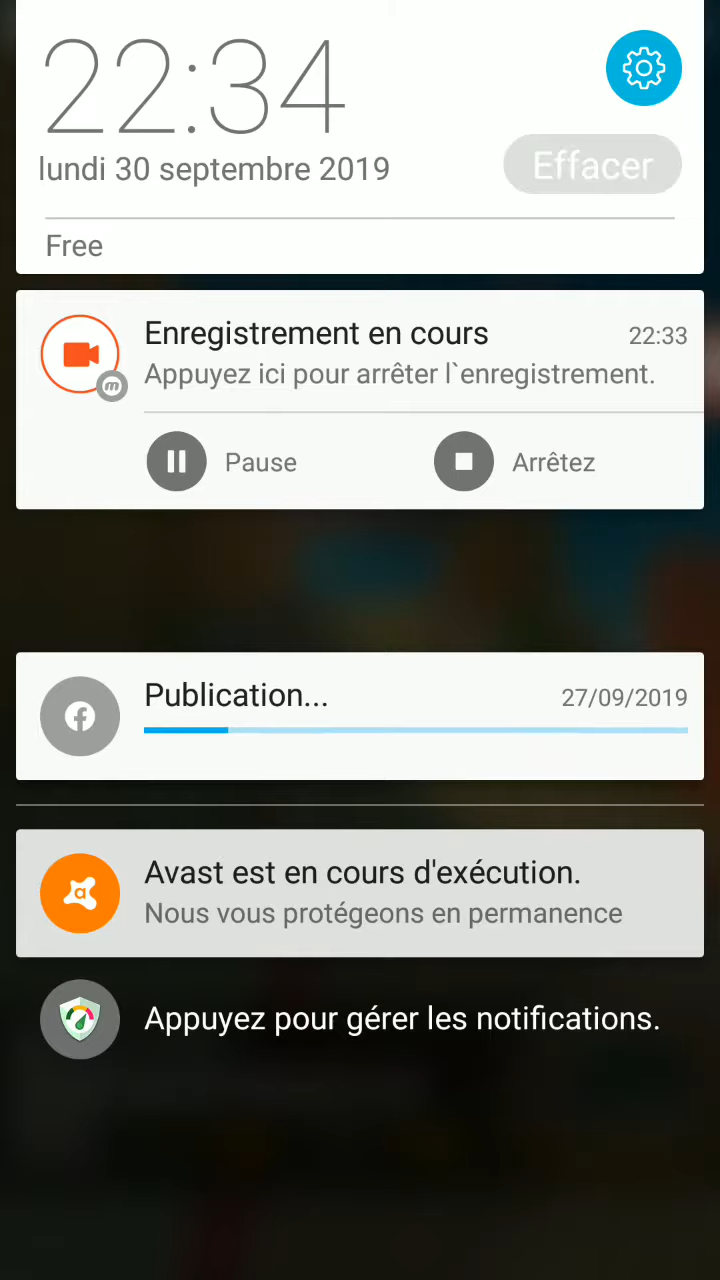 22:34
lundi 30 septembre 2019
Effacer
Free
Enregistrement en cours 22:33
Appuyez ici pour arrêter l`enregistrement.
Pause Arrêtez
Publication... 27/09/2019
Avast est en cours d'exécution.
Nous vous protégeons en permanence
Appuyez pour gérer les notifications.